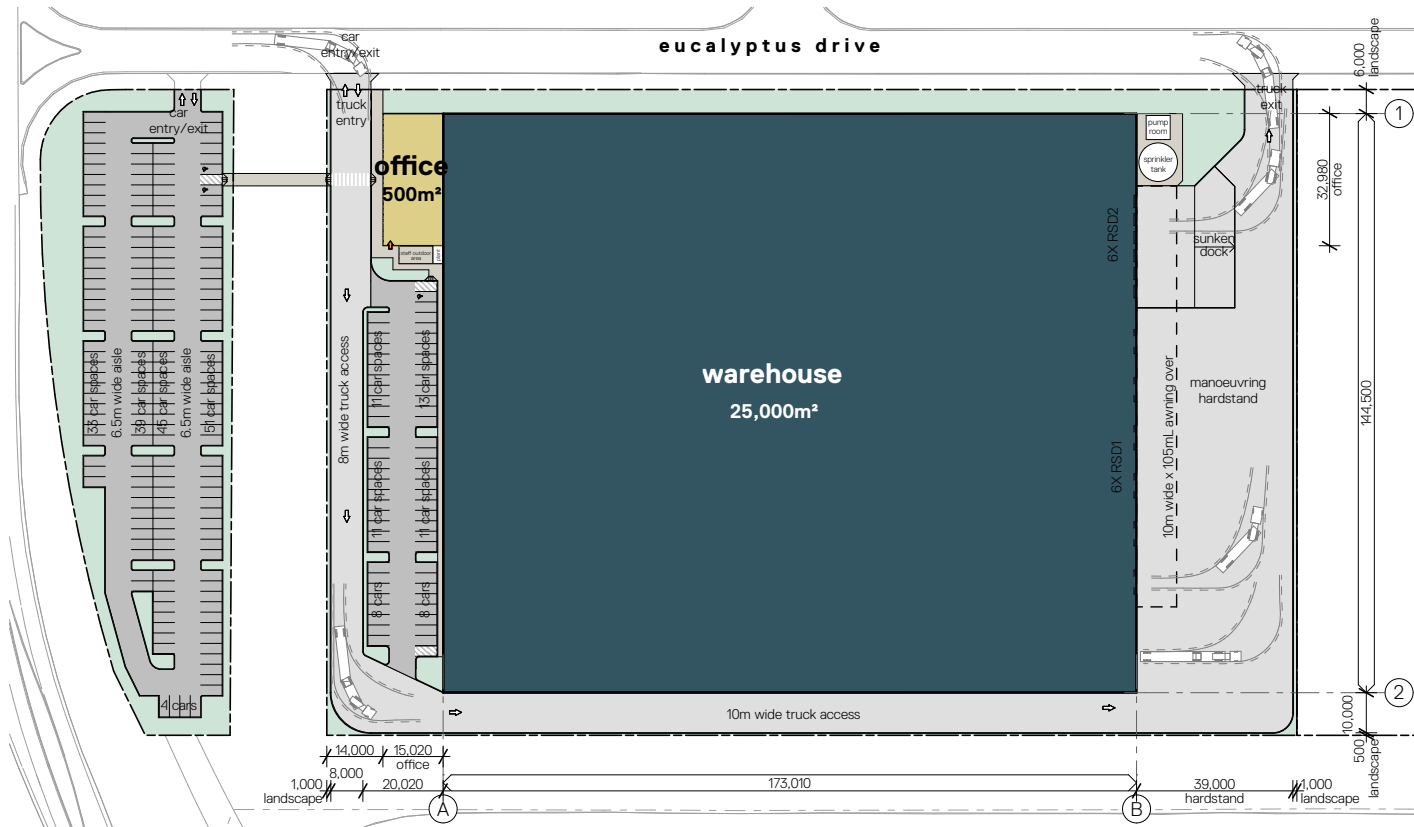 eucalyptus drive
car
entry/exit
truck
entry
car
entry/exit
truck
exit
6,000
landscape
1
office
500m²
pump
room
sprinkler
tank
32,980
office
staff outdoor
area
plant
6X RSD2
sunken
dock
8m wide truck access
11 car spaces
13 car spaces
33 car spaces
6.5m wide aisle
39 car spaces
45 car spaces
6.5m wide aisle
51 car spaces
warehouse
25,000m²
manoeuvring
hardstand
144,500
6X RSD1
10m wide x 105mL awning over
11 car spaces
11 car spaces
8 cars
8 cars
4 cars
10m wide truck access
2
10,000
500
landscape
14,000
15,020
office
8,000
1,000
landscape
20,020
A
173,010
B
39,000
hardstand
1,000
landscape